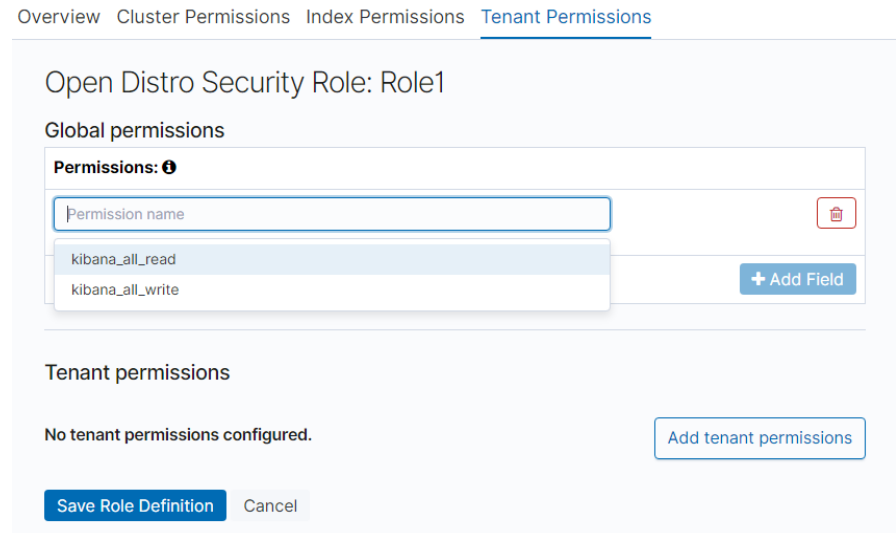 Overview Cluster Permissions Index Permissions Tenant Permissions
Open Distro Security Role: Role1
Global permissions
Permissions:
Permission name
kibana_all_read
kibana_all_write
+ Add Field
Tenant permissions
No tenant permissions configured.
Add tenant permissions
Save Role Definition Cancel